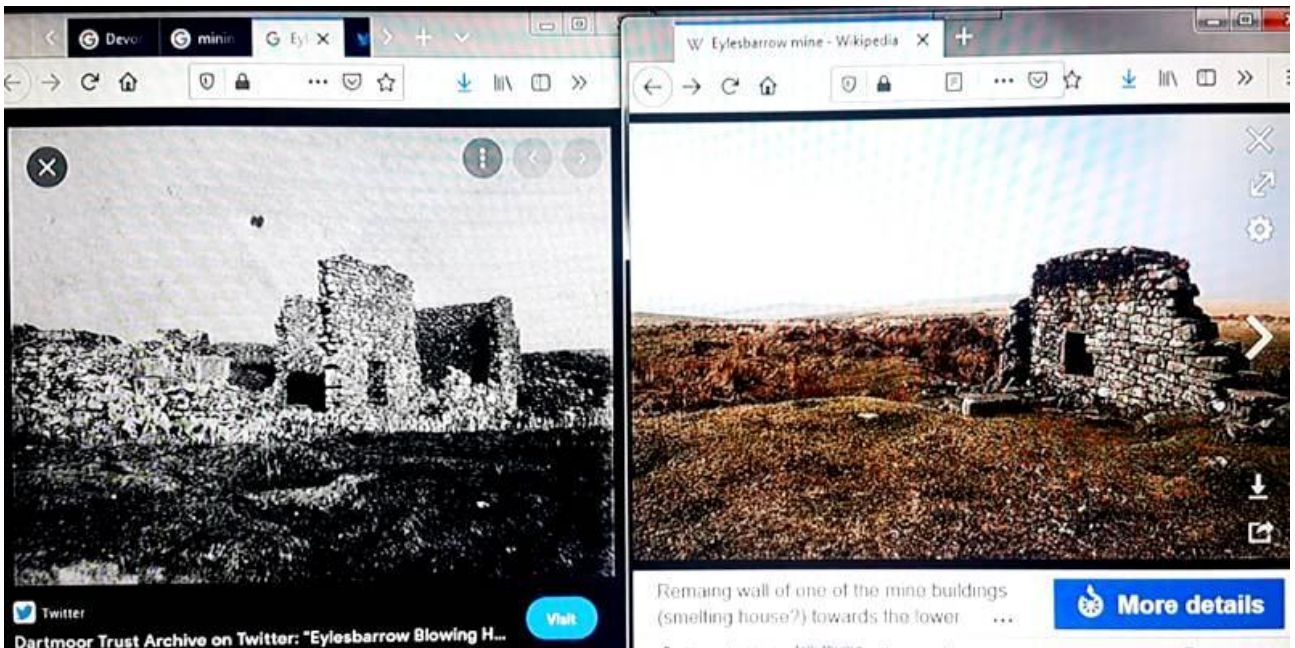 Devo
minin
Eyl
W Eylesbarrow mine - Wikipedia
Twitter
Visit
Dartmoor Trust Archive on Twitter: "Eylesbarrow Blowing H...
Remaing wall of one of the mine buildings
(smelting house?) towards the lower ...
More details